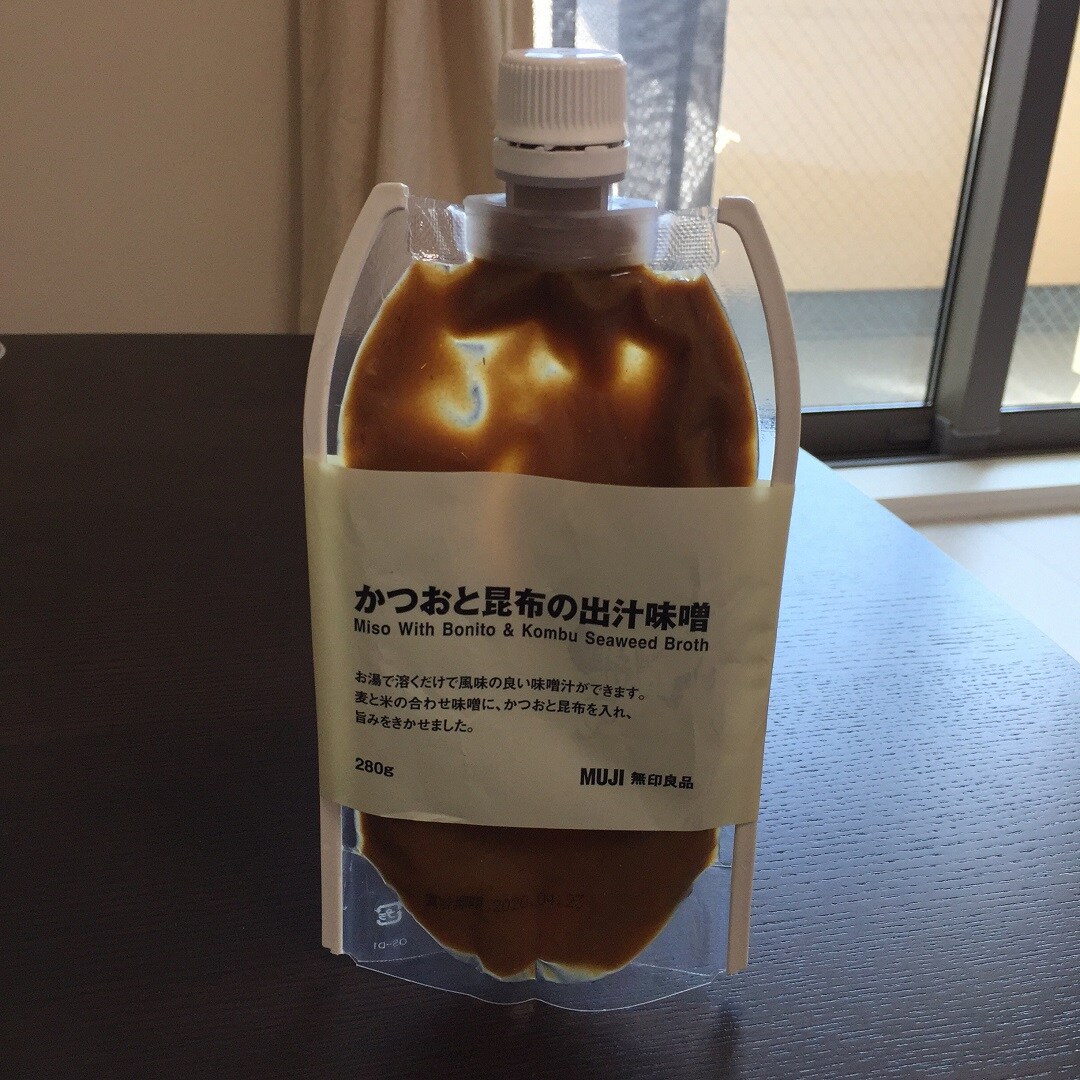 かつおと昆布の出汁味噌
Miso With Bonito & Kombu Seaweed Broth
お湯で溶くだけで風味の良い味噌汁ができます。
麦と米の合わせ味噌に、かつおと昆布を入れ、
旨みをきかせました。
280g
MUJI 無印良品
2020.04.27